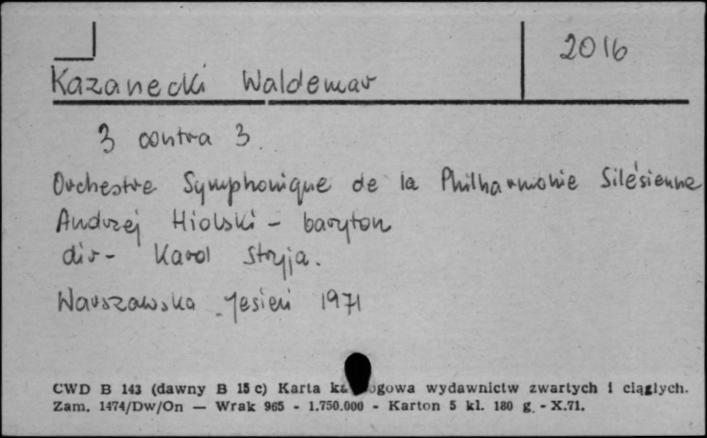 2016
Kazanecki Waldemar
3 contra 3.
Orchestre Symphonique de la Philharmonie Silésienne
Andrzej Hiolski - baryton
dir- Karol Stryja.
Warszawska Jesień 1971
CWD B 143 (dawny B 15 c) Karta ka ogowa wydawnictw zwartych i ciągłych.
Zam. 1474/Dw/On — Wrak 965 - 1.750.000 - Karton 5 kl. 180 g. - X.71.